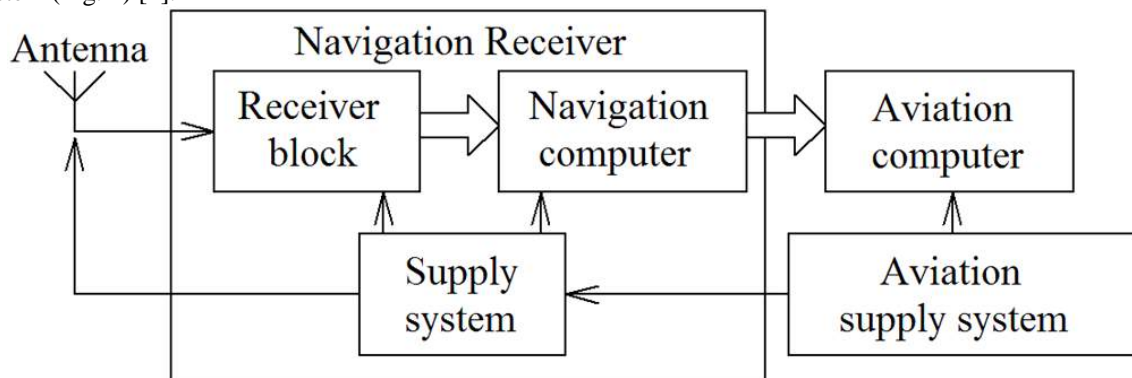 Antenna
Navigation Receiver
Receiver
block
Navigation
computer
Aviation
computer
Supply
system
Aviation
supply system